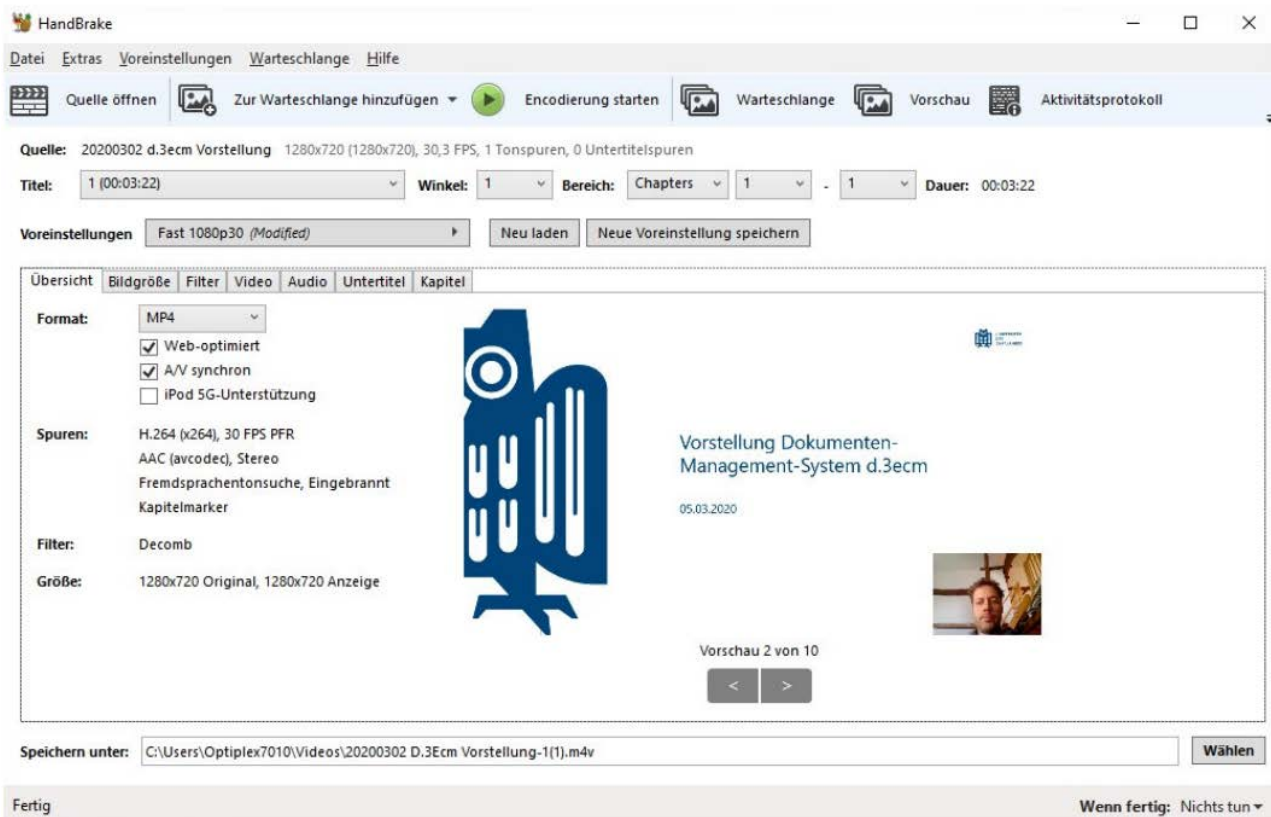 HandBrake
Datei Extras Voreinstellungen Warteschlange Hilfe
Quelle öffnen Zur Warteschlange hinzufügen Encodierung starten Warteschlange Vorschau Aktivitätsprotokoll
Quelle: 20200302 d.3ecm Vorstellung 1280x720 (1280x720), 30,3 FPS, 1 Tonspuren, 0 Untertitelspuren
Titel: 1 (00:03:22) Winkel: 1 Bereich: Chapters 1 - 1 Dauer: 00:03:22
Voreinstellungen Fast 1080p30 (Modified) Neu laden Neue Voreinstellung speichern
Übersicht Bildgröße Filter Video Audio Untertitel Kapitel
Format: MP4
Web-optimiert
A/V synchron
iPod 5G-Unterstützung
Spuren: H.264 (x264), 30 FPS PFR
AAC (avcodec), Stereo
Fremdsprachentonsuche, Eingebrannt
Kapitelmarker
Filter: Decomb
Größe: 1280x720 Original, 1280x720 Anzeige
Vorstellung Dokumenten-
Management-System d.3ecm
05.03.2020
Vorschau 2 von 10
< >
Speichern unter: C:\Users\Optiplex7010\Videos\20200302 D.3Ecm Vorstellung-1(1).m4v Wählen
Fertig Wenn fertig: Nichts tun